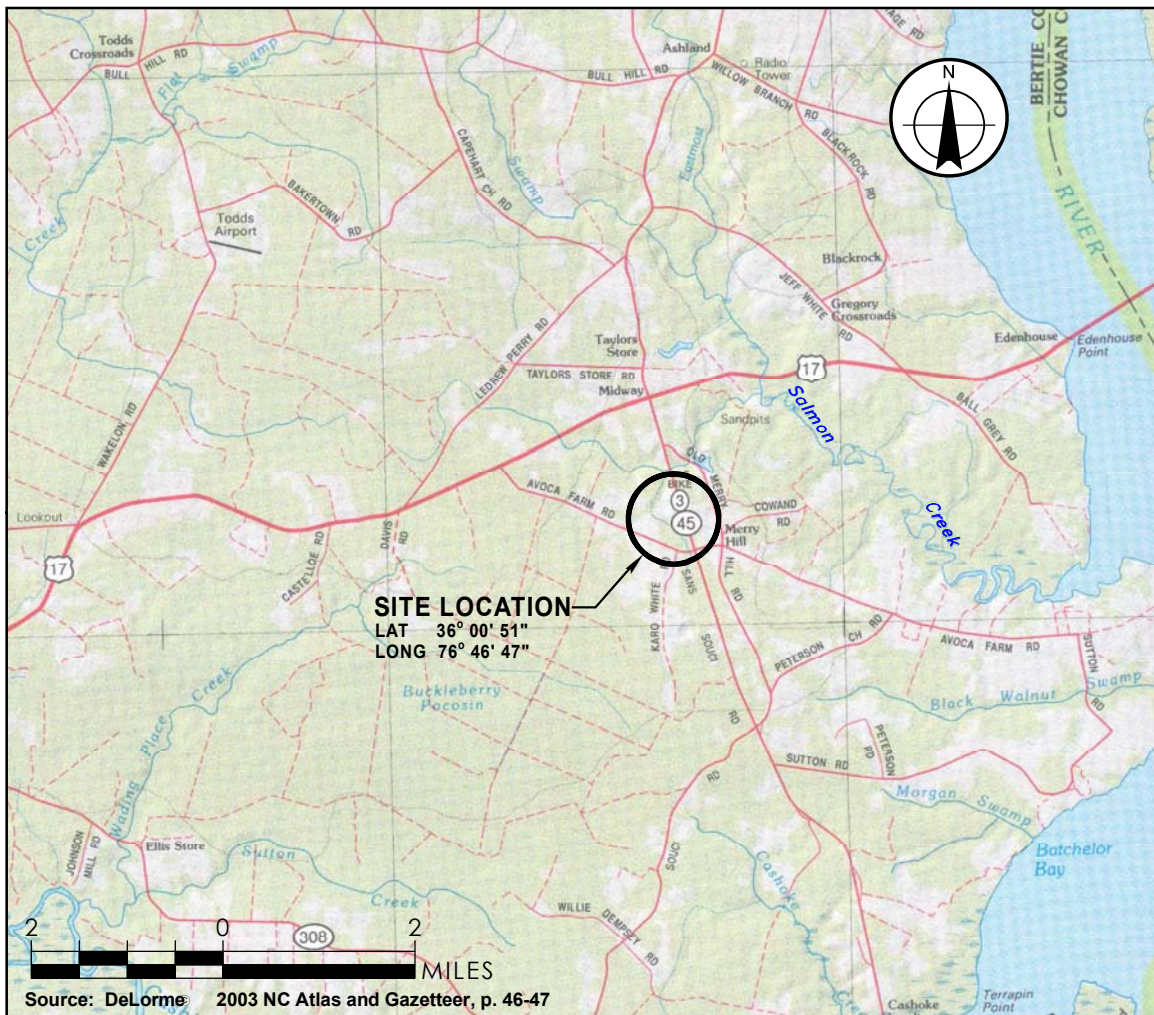 Todds
Crossroads
BULL HILL RD
Flat Swamp
Ashland
BULL HILL RD
Radio
Tower
WILLOW BRANCH RD
BERTIE CO
CHOWAN C
N
CAPEHART CH RD
Swamp
Eastmost
BLACKROCK RD
RIVER
BAKERTOWN RD
Creek
Todds
Airport
Blackrock
JEFF WHITE RD
Gregory
Crossroads
Edenhouse
Edenhouse
Point
Taylors
Store
LEDREW PERRY RD
TAYLORS STORE RD
Midway
17
Salmon
Sandpits
BALL GREY RD
WAKELON RD
OLD MERRY HILL RD
BIKE
3
45
AVOCA FARM RD
COWAND RD
Merry
Hill
Creek
Lookout
17
CASTELLOE RD
DAVIS RD
SITE LOCATION
LAT 36° 00' 51"
LONG 76° 46' 47"
KARO WHITE RD
SANS SOUCI RD
PETERSON CH RD
AVOCA FARM RD
SUTTON RD
Black Walnut Swamp
Buckleberry
Pocosin
Wading Place Creek
PETERSON RD
SUTTON RD
Morgan Swamp
Batchelor
Bay
JOHNSON
MILL RD
Ellis Store
Sutton Creek
SOUCI RD
Cashoke Creek
WILLIE DEMPSZY RD
308
2 0 2
MILES
Cashoke
Terrapin
Point
Source: DeLorme 2003 NC Atlas and Gazetteer, p. 46-47